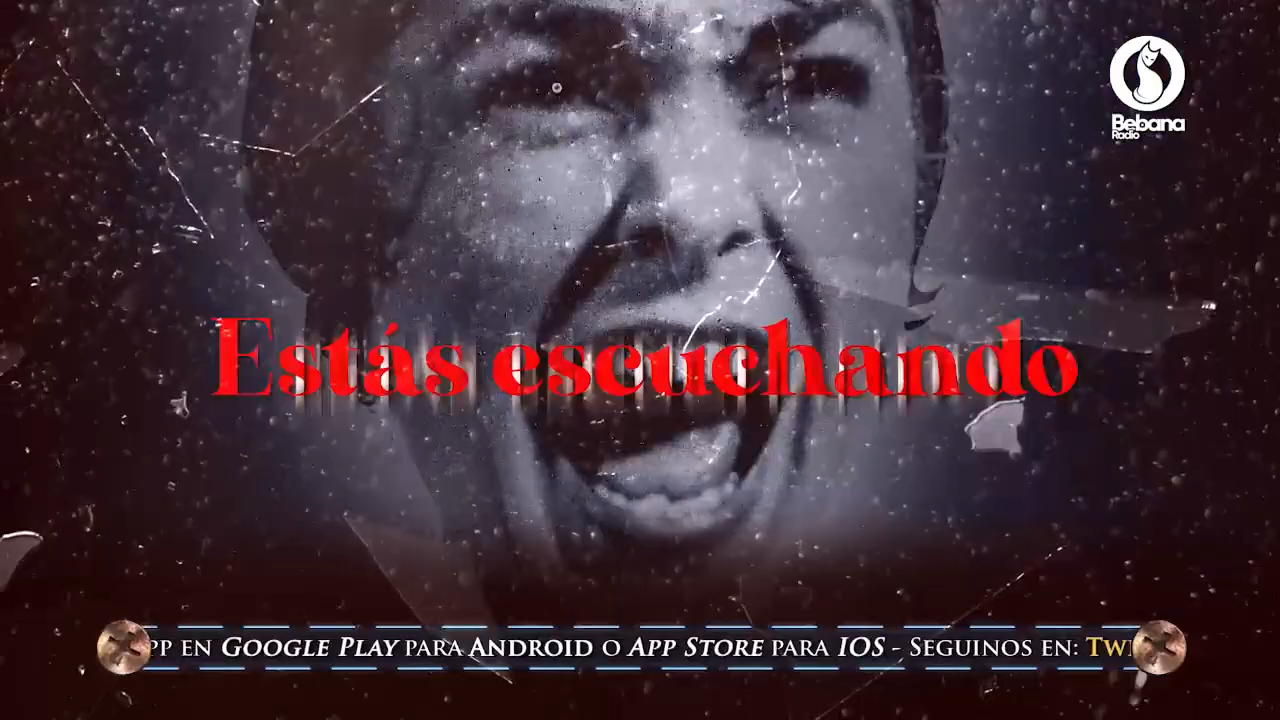 Bebana
Radio
Estás escuchando
PP EN GOOGLE PLAY PARA ANDROID O APP STORE PARA IOS - SEGUINOS EN: TW